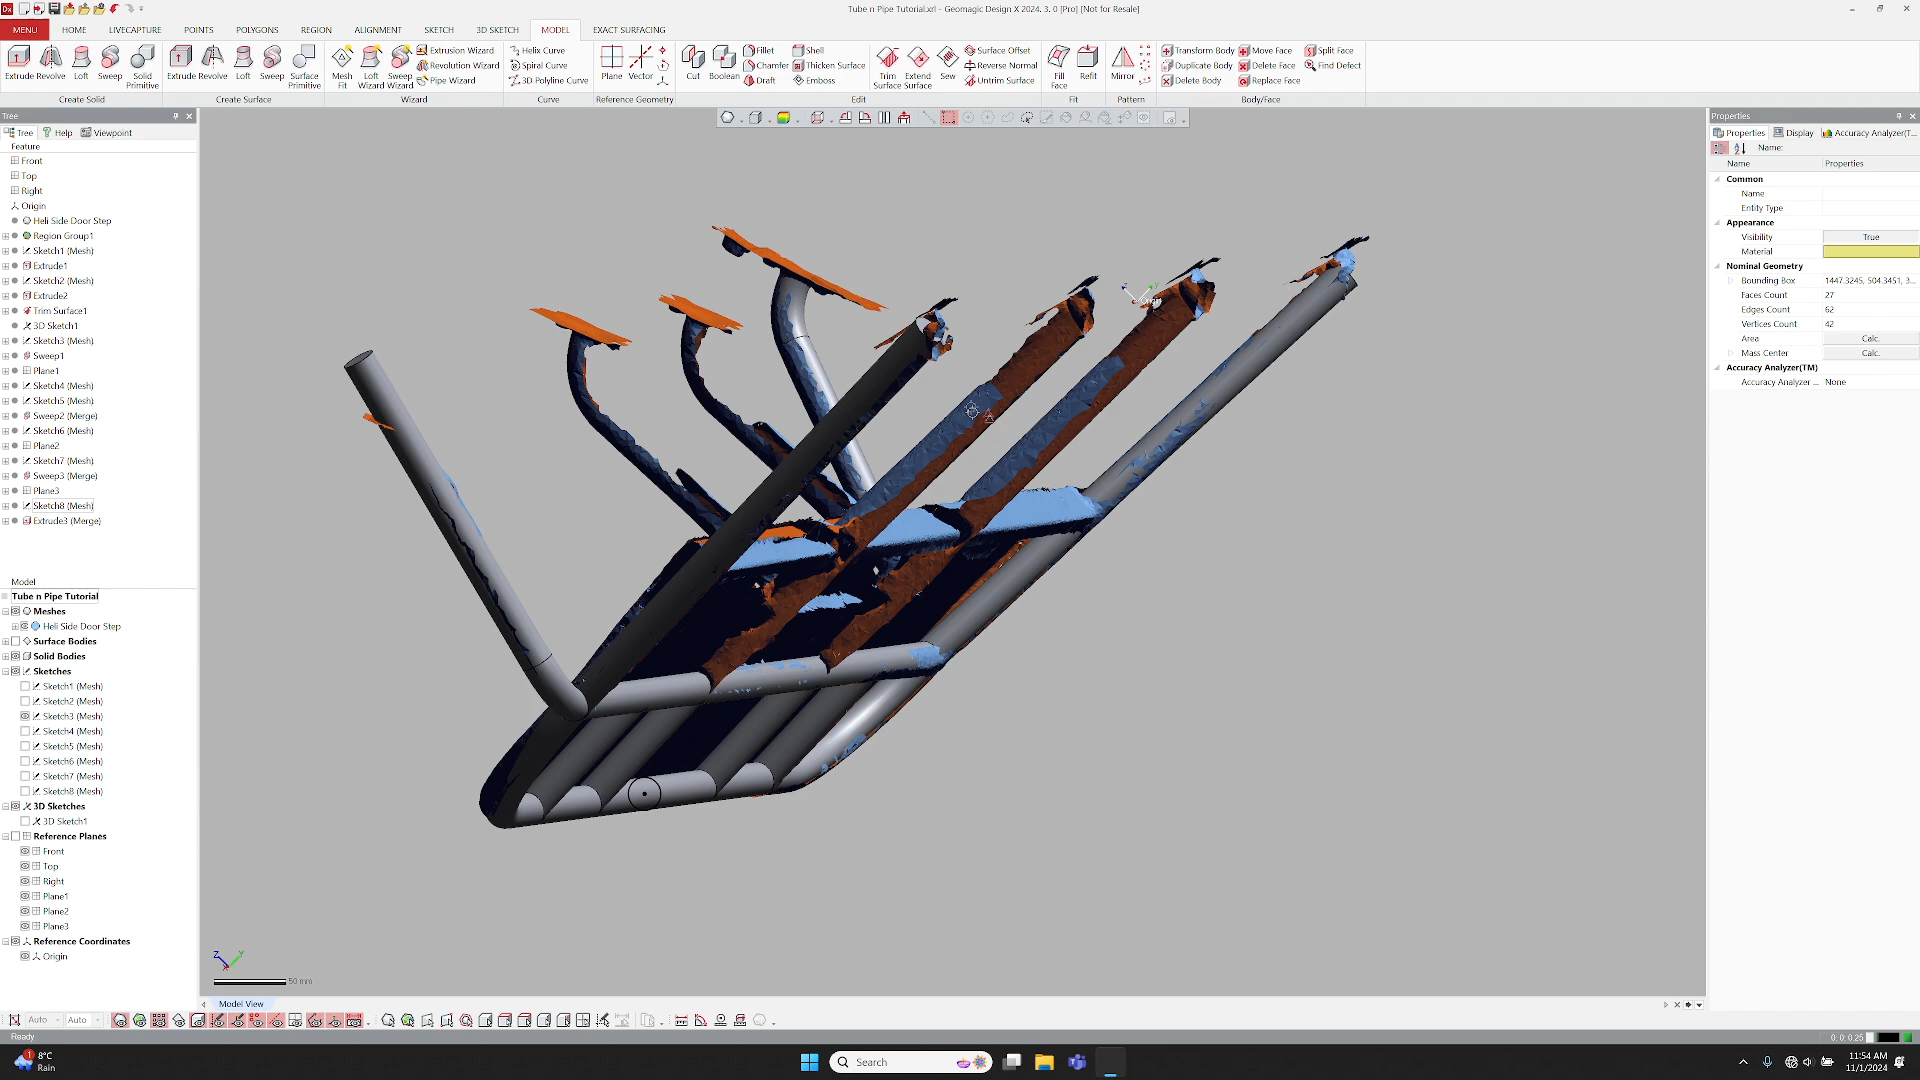 Tube n Pipe Tutorial.xrl - Geomagic Design X 2024. 3. 0 [Pro] [Not for Resale]
MENU HOME LIVECAPTURE POINTS POLYGONS REGION ALIGNMENT SKETCH 3D SKETCH MODEL EXACT SURFACING
Extrude Revolve Loft Sweep Solid Primitive
Create Solid
Extrude Revolve Loft Sweep Surface Primitive
Create Surface
Mesh Fit Loft Wizard Sweep Wizard
Extrusion Wizard
Revolution Wizard
Pipe Wizard
Wizard
Helix Curve
Spiral Curve
3D Polyline Curve
Curve
Plane Vector
Reference Geometry
Cut Boolean
Fillet
Chamfer
Draft
Shell
Thicken Surface
Emboss
Trim Surface Extend Surface Sew
Surface Offset
Reverse Normal
Untrim Surface
Edit
Fill Face Refit
Fit
Mirror
Pattern
Transform Body
Duplicate Body
Delete Body
Move Face
Delete Face
Replace Face
Split Face
Find Defect
Body/Face
Tree
Tree Help Viewpoint
Feature
Front
Top
Right
Origin
Heli Side Door Step
Region Group1
Sketch1 (Mesh)
Extrude1
Sketch2 (Mesh)
Extrude2
Trim Surface1
3D Sketch1
Sketch3 (Mesh)
Sweep1
Plane1
Sketch4 (Mesh)
Sketch5 (Mesh)
Sweep2 (Merge)
Sketch6 (Mesh)
Plane2
Sketch7 (Mesh)
Sweep3 (Merge)
Plane3
Sketch8 (Mesh)
Extrude3 (Merge)
Model
Tube n Pipe Tutorial
Meshes
Heli Side Door Step
Surface Bodies
Solid Bodies
Sketches
Sketch1 (Mesh)
Sketch2 (Mesh)
Sketch3 (Mesh)
Sketch4 (Mesh)
Sketch5 (Mesh)
Sketch6 (Mesh)
Sketch7 (Mesh)
Sketch8 (Mesh)
3D Sketches
3D Sketch1
Reference Planes
Front
Top
Right
Plane1
Plane2
Plane3
Reference Coordinates
Origin
Z Y
X
50 mm
Model View
Properties
Properties Display Accuracy Analyzer(T...
Name:
Name Properties
Common
Name
Entity Type
Appearance
Visibility True
Material
Nominal Geometry
Bounding Box 1447.3245, 504.3451, 3...
Faces Count 27
Edges Count 62
Vertices Count 42
Area Calc.
Mass Center Calc.
Accuracy Analyzer(TM)
Accuracy Analyzer ... None
Auto Auto
Ready
0: 0: 0.25
1
8°C
Rain
Search
11:54 AM
11/1/2024